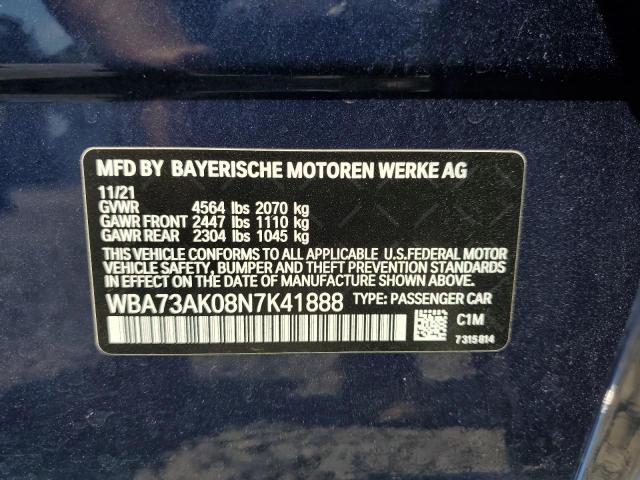 MFD BY BAYERISCHE MOTOREN WERKE AG
11/21
GVWR 4564 lbs 2070 kg
GAWR FRONT 2447 lbs 1110 kg
GAWR REAR 2304 lbs 1045 kg
THIS VEHICLE CONFORMS TO ALL APPLICABLE U.S.FEDERAL MOTOR
VEHICLE SAFETY, BUMPER AND THEFT PREVENTION STANDARDS
IN EFFECT ON THE DATE OF MANUFACTURE SHOWN ABOVE.
WBA73AK08N7K41888 TYPE: PASSENGER CAR
C1M
7315814